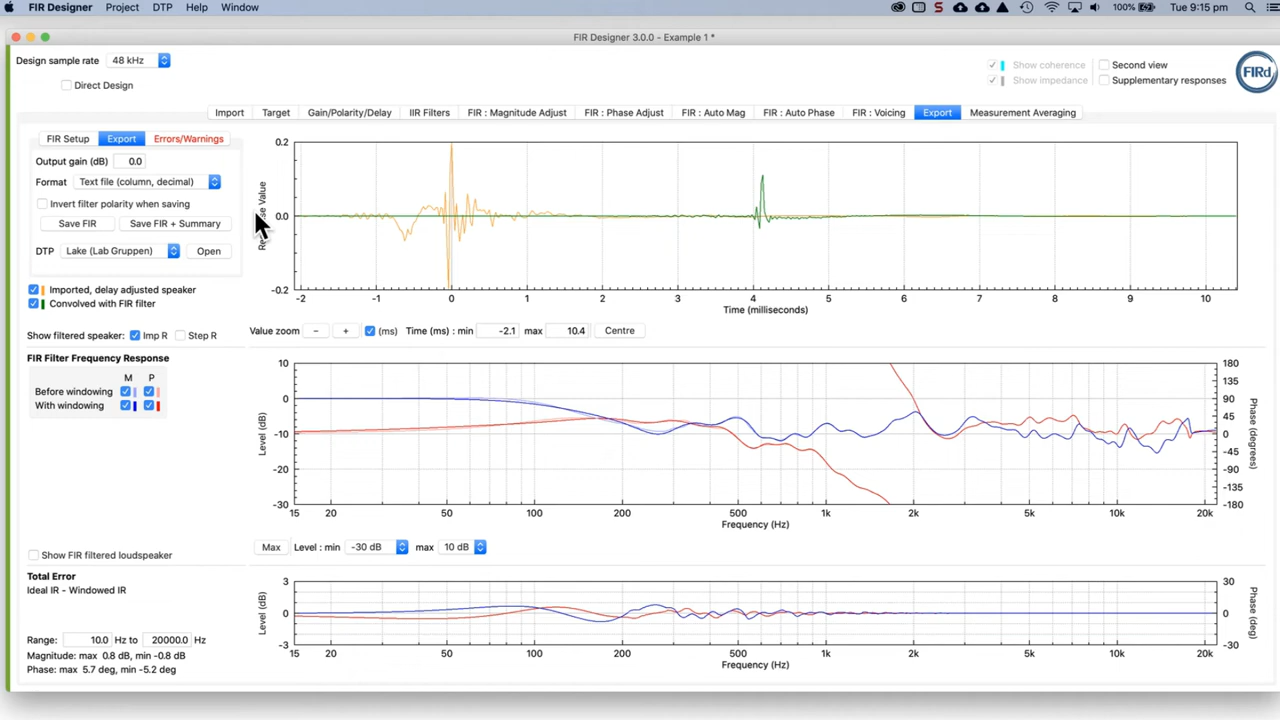 FIR Designer Project DTP Help Window 100% Tue 9:15 pm
FIR Designer 3.0.0 - Example 1 *
Design sample rate 48 kHz
Direct Design
Show coherence Second view
Show impedance Supplementary responses
FIRd
Import Target Gain/Polarity/Delay IIR Filters FIR : Magnitude Adjust FIR : Phase Adjust FIR : Auto Mag FIR : Auto Phase FIR : Voicing Export Measurement Averaging
FIR Setup Export Errors/Warnings
Output gain (dB) 0.0
Format Text file (column, decimal)
Invert filter polarity when saving
Save FIR Save FIR + Summary
DTP Lake (Lab Gruppen) Open
Imported, delay adjusted speaker
Convolved with FIR filter
Show filtered speaker: Imp R Step R
0.2
0.0
-0.2
-2 -1 0 1 2 3 4 5 6 7 8 9 10
Time (milliseconds)
Value zoom - + (ms) Time (ms) : min -2.1 max 10.4 Centre
FIR Filter Frequency Response
M P
Before windowing
With windowing
Level (dB)
10
0
-10
-20
-30
180
135
90
45
0
-45
-90
-135
-180
Phase (degrees)
15 20 50 100 200 500 1k 2k 5k 10k 20k
Frequency (Hz)
Max Level : min -30 dB max 10 dB
Show FIR filtered loudspeaker
Total Error
Ideal IR - Windowed IR
Range: 10.0 Hz to 20000.0 Hz
Magnitude: max 0.8 dB, min -0.8 dB
Phase: max 5.7 deg, min -5.2 deg
Level (dB)
3
0
-3
30
0
-30
Phase (deg)
15 20 50 100 200 500 1k 2k 5k 10k 20k
Frequency (Hz)